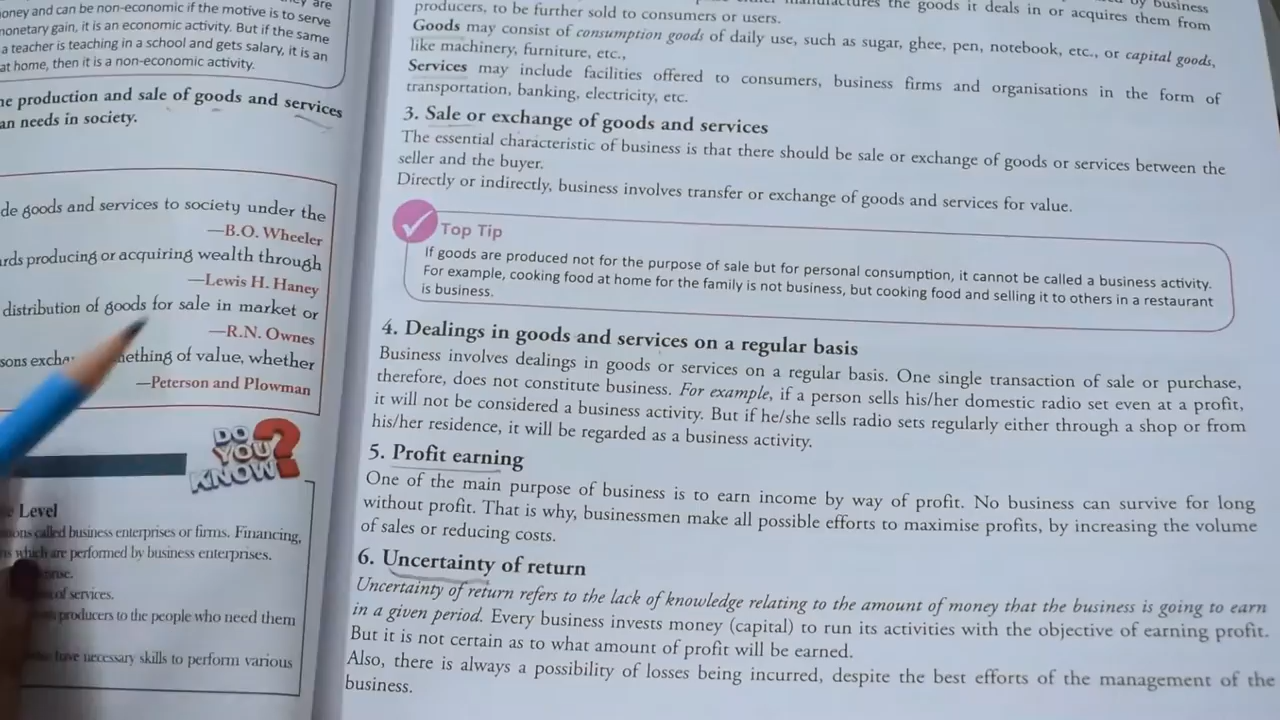 oney and can be non-economic if the motive is to serve
monetary gain, it is an economic activity. But if the same
a teacher is teaching in a school and gets salary, it is an
at home, then it is a non-economic activity.
ne production and sale of goods and services
an needs in society.
de goods and services to society under the
—B.O. Wheeler
rds producing or acquiring wealth through
—Lewis H. Haney
distribution of goods for sale in market or
—R.N. Ownes
sons excha ething of value, whether
—Peterson and Plowman
DO YOU KNOW?
Level
called business enterprises or firms. Financing,
which are performed by business enterprises.
of services.
producers to the people who need them
have necessary skills to perform various
manufactures the goods it deals in or acquires them from
producers, to be further sold to consumers or users.
Goods may consist of consumption goods of daily use, such as sugar, ghee, pen, notebook, etc., or capital goods,
like machinery, furniture, etc.,
Services may include facilities offered to consumers, business firms and organisations in the form of
transportation, banking, electricity, etc.
3. Sale or exchange of goods and services
The essential characteristic of business is that there should be sale or exchange of goods or services between the
seller and the buyer.
Directly or indirectly, business involves transfer or exchange of goods and services for value.
Top Tip
If goods are produced not for the purpose of sale but for personal consumption, it cannot be called a business activity.
For example, cooking food at home for the family is not business, but cooking food and selling it to others in a restaurant
is business.
4. Dealings in goods and services on a regular basis
Business involves dealings in goods or services on a regular basis. One single transaction of sale or purchase,
therefore, does not constitute business. For example, if a person sells his/her domestic radio set even at a profit,
it will not be considered a business activity. But if he/she sells radio sets regularly either through a shop or from
his/her residence, it will be regarded as a business activity.
5. Profit earning
One of the main purpose of business is to earn income by way of profit. No business can survive for long
without profit. That is why, businessmen make all possible efforts to maximise profits, by increasing the volume
of sales or reducing costs.
6. Uncertainty of return
Uncertainty of return refers to the lack of knowledge relating to the amount of money that the business is going to earn
in a given period. Every business invests money (capital) to run its activities with the objective of earning profit.
But it is not certain as to what amount of profit will be earned.
Also, there is always a possibility of losses being incurred, despite the best efforts of the management of the
business.